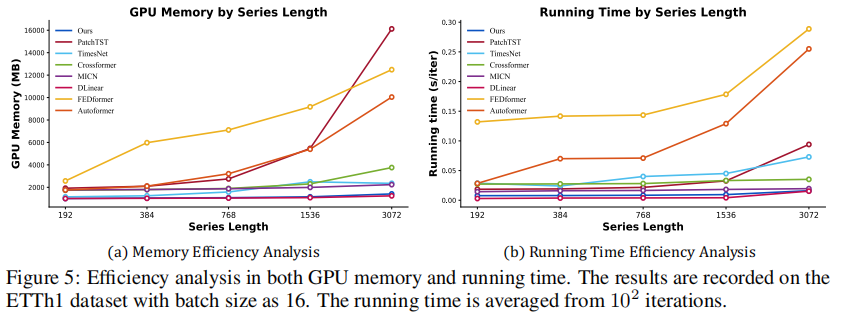 GPU Memory by Series Length
GPU Memory (MB)
16000
14000
12000
10000
8000
6000
4000
2000
Ours
PatchTST
TimesNet
Crossformer
MICN
DLinear
FEDformer
Autoformer
192 384 768 1536 3072
Series Length
(a) Memory Efficiency Analysis
Running Time by Series Length
Running time (s/iter)
0.30
0.25
0.20
0.15
0.10
0.05
0.00
Ours
PatchTST
TimesNet
Crossformer
MICN
DLinear
FEDformer
Autoformer
192 384 768 1536 3072
Series Length
(b) Running Time Efficiency Analysis
Figure 5: Efficiency analysis in both GPU memory and running time. The results are recorded on the
ETTh1 dataset with batch size as 16. The running time is averaged from 10² iterations.